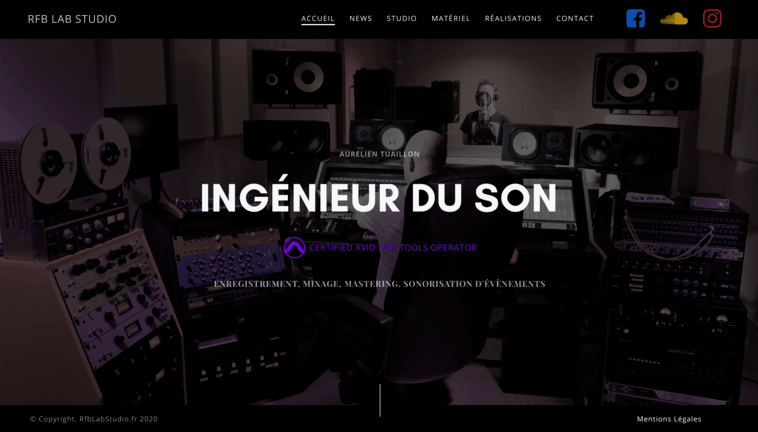 RFB LAB STUDIO
ACCUEIL NEWS STUDIO MATÉRIEL RÉALISATIONS CONTACT
AURELIEN TUAILLON
INGÉNIEUR DU SON
CERTIFIED AVID PRO TOOLS OPERATOR
ENREGISTREMENT, MIXAGE, MASTERING, SONORISATION D'ÉVÈNEMENTS
© Copyright. RfbLabStudio.fr 2020
Mentions Légales